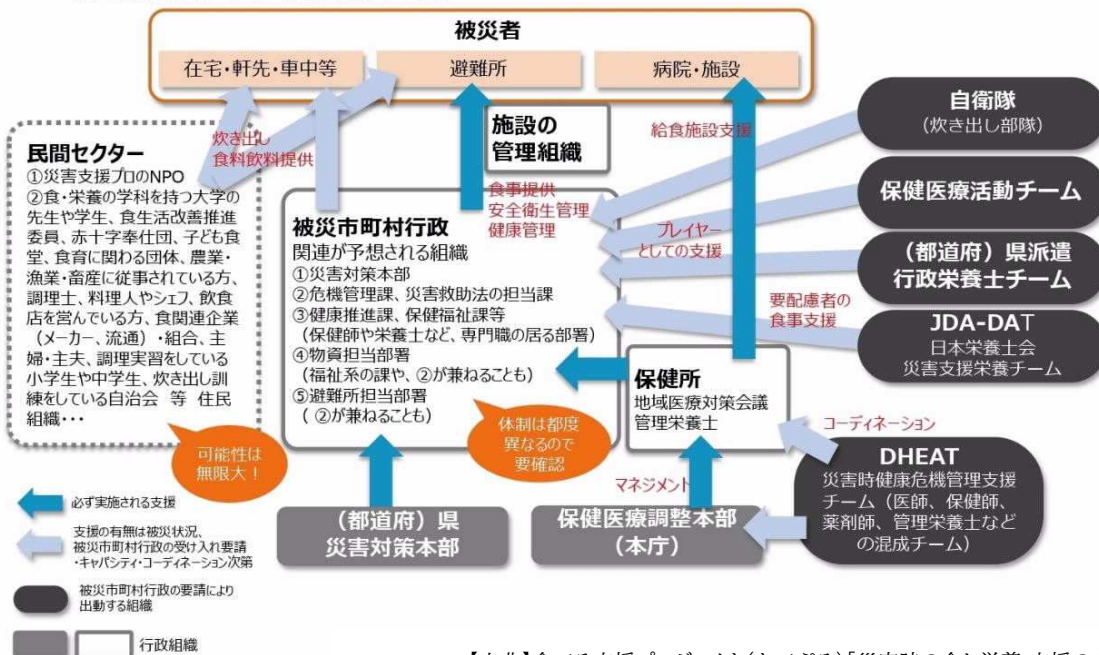 被災者
在宅・軒先・車中等
避難所
病院・施設
民間セクター
①災害支援プロのNPO
②食・栄養の学科を持つ大学の
先生や学生、食生活改善推進
委員、赤十字奉仕団、子ども食
堂、食育に関わる団体、農業・
漁業・畜産に従事されている方、
調理士、料理人やシェフ、飲食
店を営んでいる方、食関連企業
（メーカー、流通）・組合、主
婦・主夫、調理実習をしている
小学生や中学生、炊き出し訓
練をしている自治会 等 住民
組織・・・
可能性は
無限大！
炊き出し
食料飲料提供
施設の
管理組織
食事提供
安全衛生管理
健康管理
被災市町村行政
関連が予想される組織
①災害対策本部
②危機管理課、災害救助法の担当課
③健康推進課、保健福祉課等
(保健師や栄養士など、専門職の居る部署)
④物資担当部署
(福祉系の課や、②が兼ねることも)
⑤避難所担当部署
( ②が兼ねることも)
体制は都度
異なるので
要確認
給食施設支援
プレイヤー
としての支援
要配慮者の
食事支援
保健所
地域医療対策会議
管理栄養士
自衛隊
(炊き出し部隊)
保健医療活動チーム
（都道府）県派遣
行政栄養士チーム
JDA-DAT
日本栄養士会
災害支援栄養チーム
コーディネーション
DHEAT
災害時健康危機管理支援
チーム（医師、保健師、
薬剤師、管理栄養士など
の混成チーム）
マネジメント
（都道府）県
災害対策本部
保健医療調整本部
（本庁）
必ず実施される支援
支援の有無は被災状況、
被災市町村行政の受け入れ要請
・キャパシティ・コーディネーション次第
被災市町村行政の要請により
出動する組織
行政組織